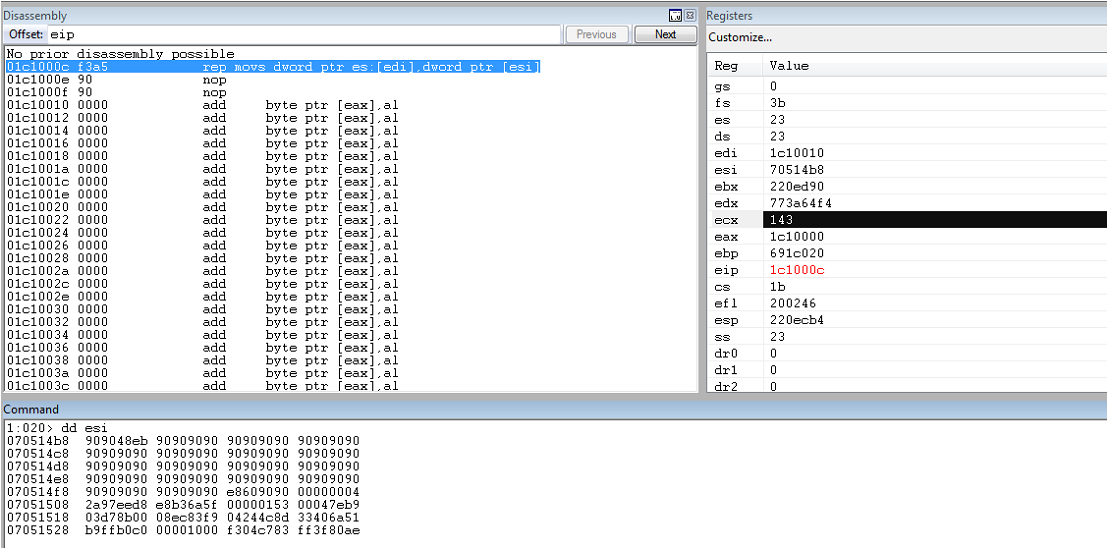 Disassembly
Offset: eip Previous Next
No prior disassembly possible
01c1000c f3a5 rep movs dword ptr es:[edi],dword ptr [esi]
01c1000e 90 nop
01c1000f 90 nop
01c10010 0000 add byte ptr [eax],al
01c10012 0000 add byte ptr [eax],al
01c10014 0000 add byte ptr [eax],al
01c10016 0000 add byte ptr [eax],al
01c10018 0000 add byte ptr [eax],al
01c1001a 0000 add byte ptr [eax],al
01c1001c 0000 add byte ptr [eax],al
01c1001e 0000 add byte ptr [eax],al
01c10020 0000 add byte ptr [eax],al
01c10022 0000 add byte ptr [eax],al
01c10024 0000 add byte ptr [eax],al
01c10026 0000 add byte ptr [eax],al
01c10028 0000 add byte ptr [eax],al
01c1002a 0000 add byte ptr [eax],al
01c1002c 0000 add byte ptr [eax],al
01c1002e 0000 add byte ptr [eax],al
01c10030 0000 add byte ptr [eax],al
01c10032 0000 add byte ptr [eax],al
01c10034 0000 add byte ptr [eax],al
01c10036 0000 add byte ptr [eax],al
01c10038 0000 add byte ptr [eax],al
01c1003a 0000 add byte ptr [eax],al
01c1003c 0000 add byte ptr [eax],al
Registers
Customize...
Reg Value
gs 0
fs 3b
es 23
ds 23
edi 1c10010
esi 70514b8
ebx 220ed90
edx 773a64f4
ecx 143
eax 1c10000
ebp 691c020
eip 1c1000c
cs 1b
efl 200246
esp 220ecb4
ss 23
dr0 0
dr1 0
dr2 0
Command
1:020> dd esi
070514b8 909048eb 90909090 90909090 90909090
070514c8 90909090 90909090 90909090 90909090
070514d8 90909090 90909090 90909090 90909090
070514e8 90909090 90909090 90909090 90909090
070514f8 90909090 90909090 e8609090 00000004
07051508 2a97eed8 e8b36a5f 00000153 00047eb9
07051518 03d78b00 08ec83f9 04244c8d 33406a51
07051528 b9ffb0c0 00001000 f304c783 ff3f80ae